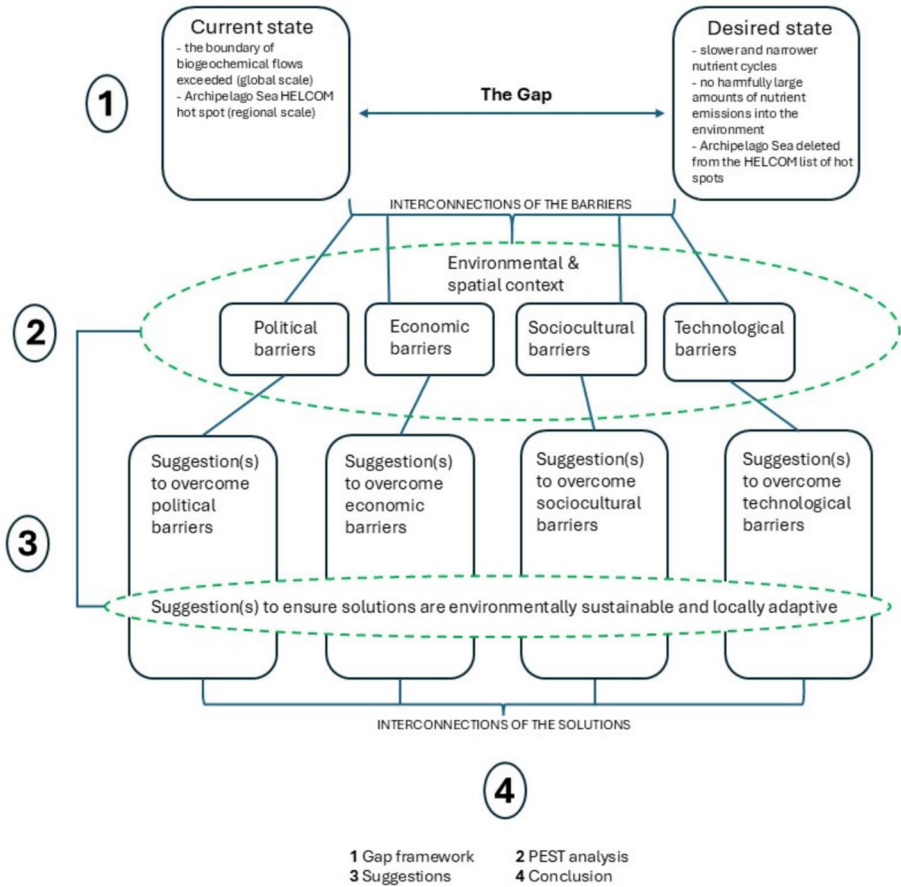 Current state
- the boundary of
biogeochemical flows
exceeded (global scale)
- Archipelago Sea HELCOM
hot spot (regional scale)
Desired state
- slower and narrower
nutrient cycles
- no harmfully large
amounts of nutrient
emissions into the
environment
- Archipelago Sea deleted
from the HELCOM list of hot
spots
1
The Gap
INTERCONNECTIONS OF THE BARRIERS
Environmental &
spatial context
2
Political
barriers
Economic
barriers
Sociocultural
barriers
Technological
barriers
Suggestion(s)
to overcome
political
barriers
Suggestion(s)
to overcome
economic
barriers
Suggestion(s)
to overcome
sociocultural
barriers
Suggestion(s)
to overcome
technological
barriers
3
Suggestion(s) to ensure solutions are environmentally sustainable and locally adaptive
INTERCONNECTIONS OF THE SOLUTIONS
4
1 Gap framework 2 PEST analysis
3 Suggestions 4 Conclusion